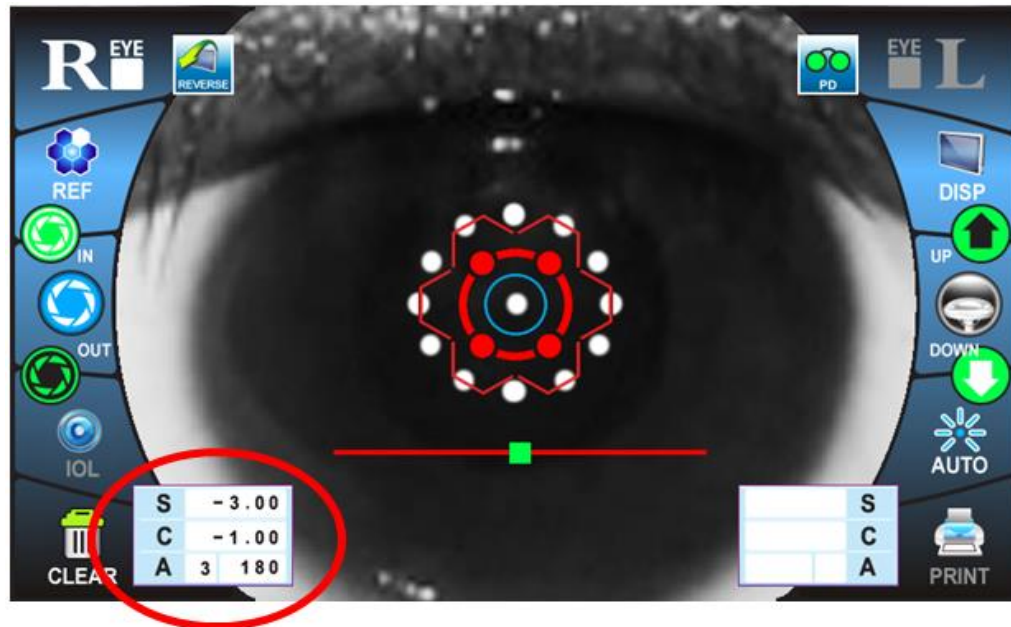 R EYE
REVERSE
PD
EYE L
REF
IN
OUT
IOL
CLEAR
DISP
UP
DOWN
AUTO
PRINT
S -3.00
C -1.00
A 3 180
S
C
A